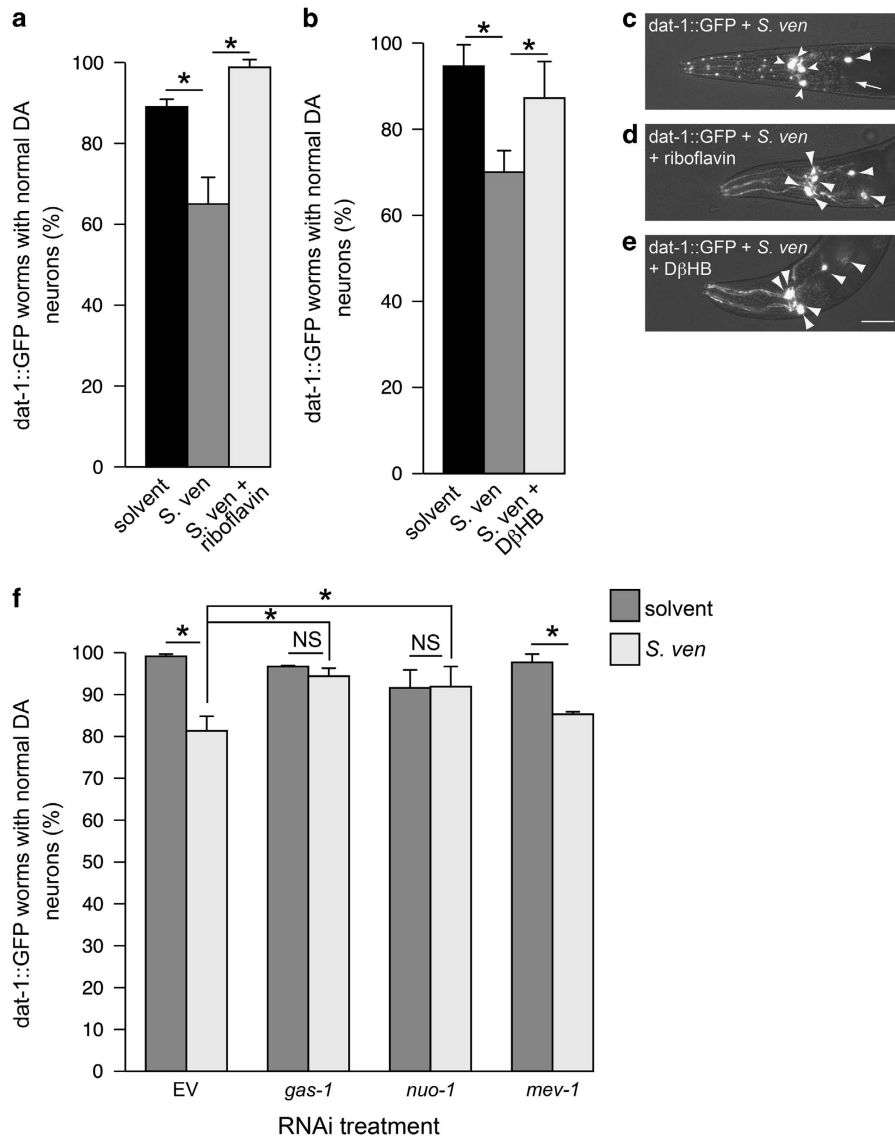 a
dat-1::GFP worms with normal DA
neurons (%)
100
80
60
40
20
0
*
*
solvent
S. ven
S. ven +
riboflavin
b
dat-1::GFP worms with normal DA
neurons (%)
100
80
60
40
20
0
*
*
solvent
S. ven
S. ven +
DβHB
c
dat-1::GFP + S. ven
d
dat-1::GFP + S. ven
+ riboflavin
e
dat-1::GFP + S. ven
+ DβHB
f
dat-1::GFP worms with normal DA
neurons (%)
100
90
80
70
60
50
40
30
20
10
0
*
*
*
NS
NS
*
solvent
S. ven
EV
gas-1
nuo-1
mev-1
RNAi treatment